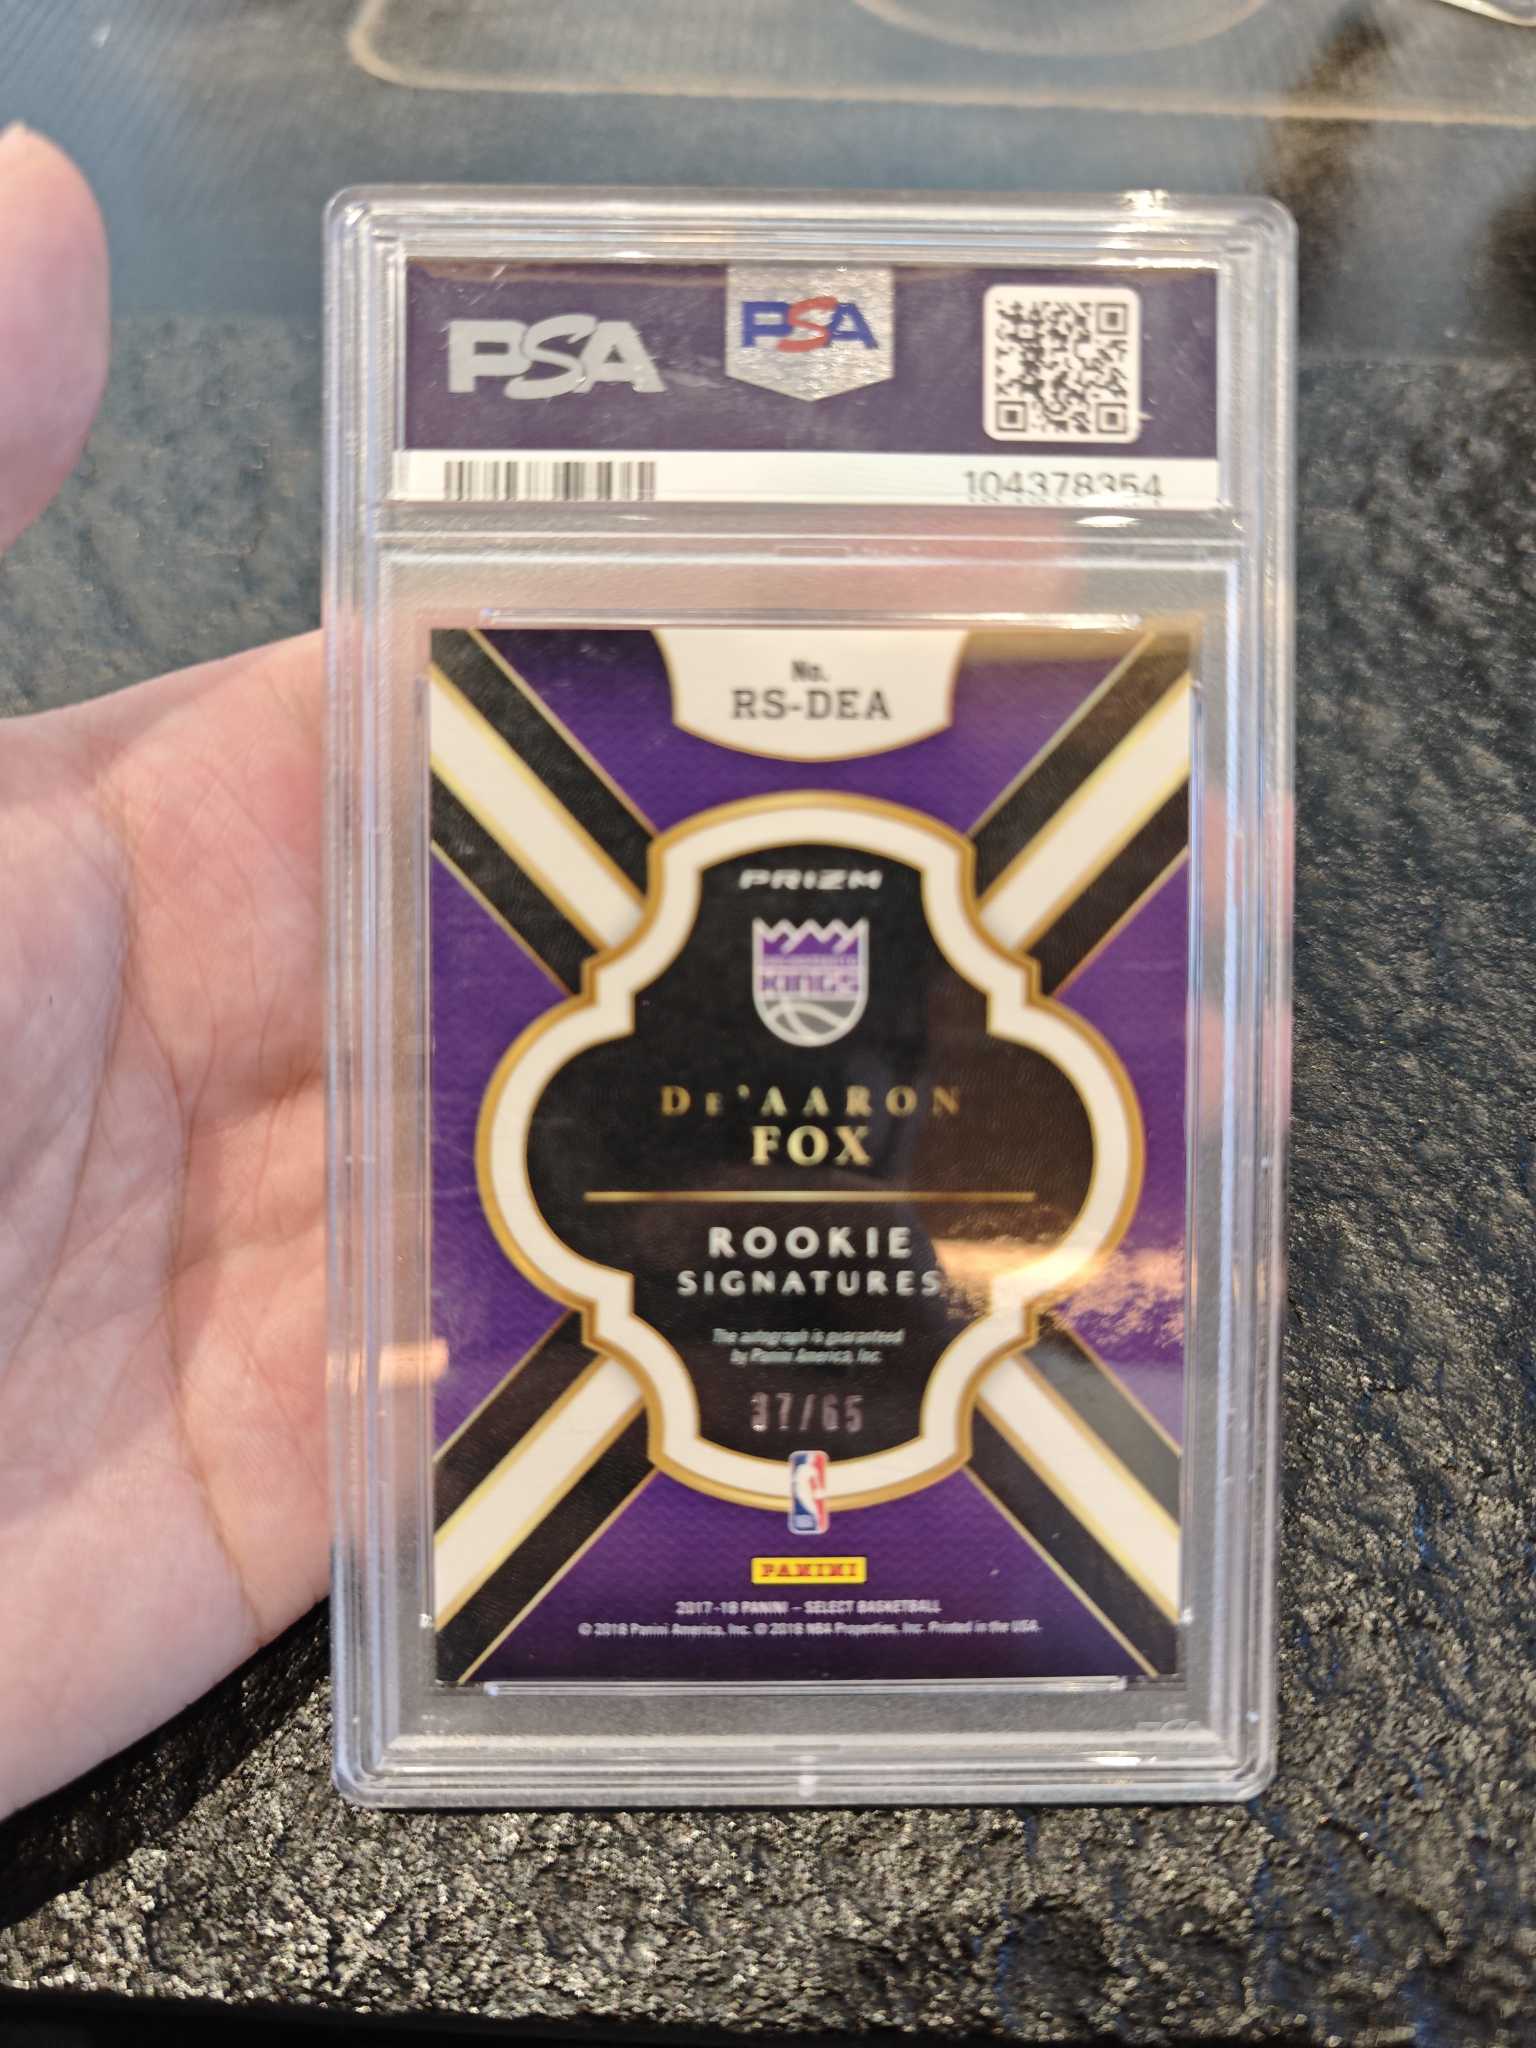 PSA
PSA
104378354
No.
RS-DEA
PRIZM
KINGS
DE'AARON
FOX
ROOKIE
SIGNATURES
The autograph is guaranteed
by Panini America, Inc.
37/65
PANINI
2017-18 PANINI – SELECT BASKETBALL
© 2018 Panini America, Inc. © 2018 NBA Properties, Inc. Printed in the USA.